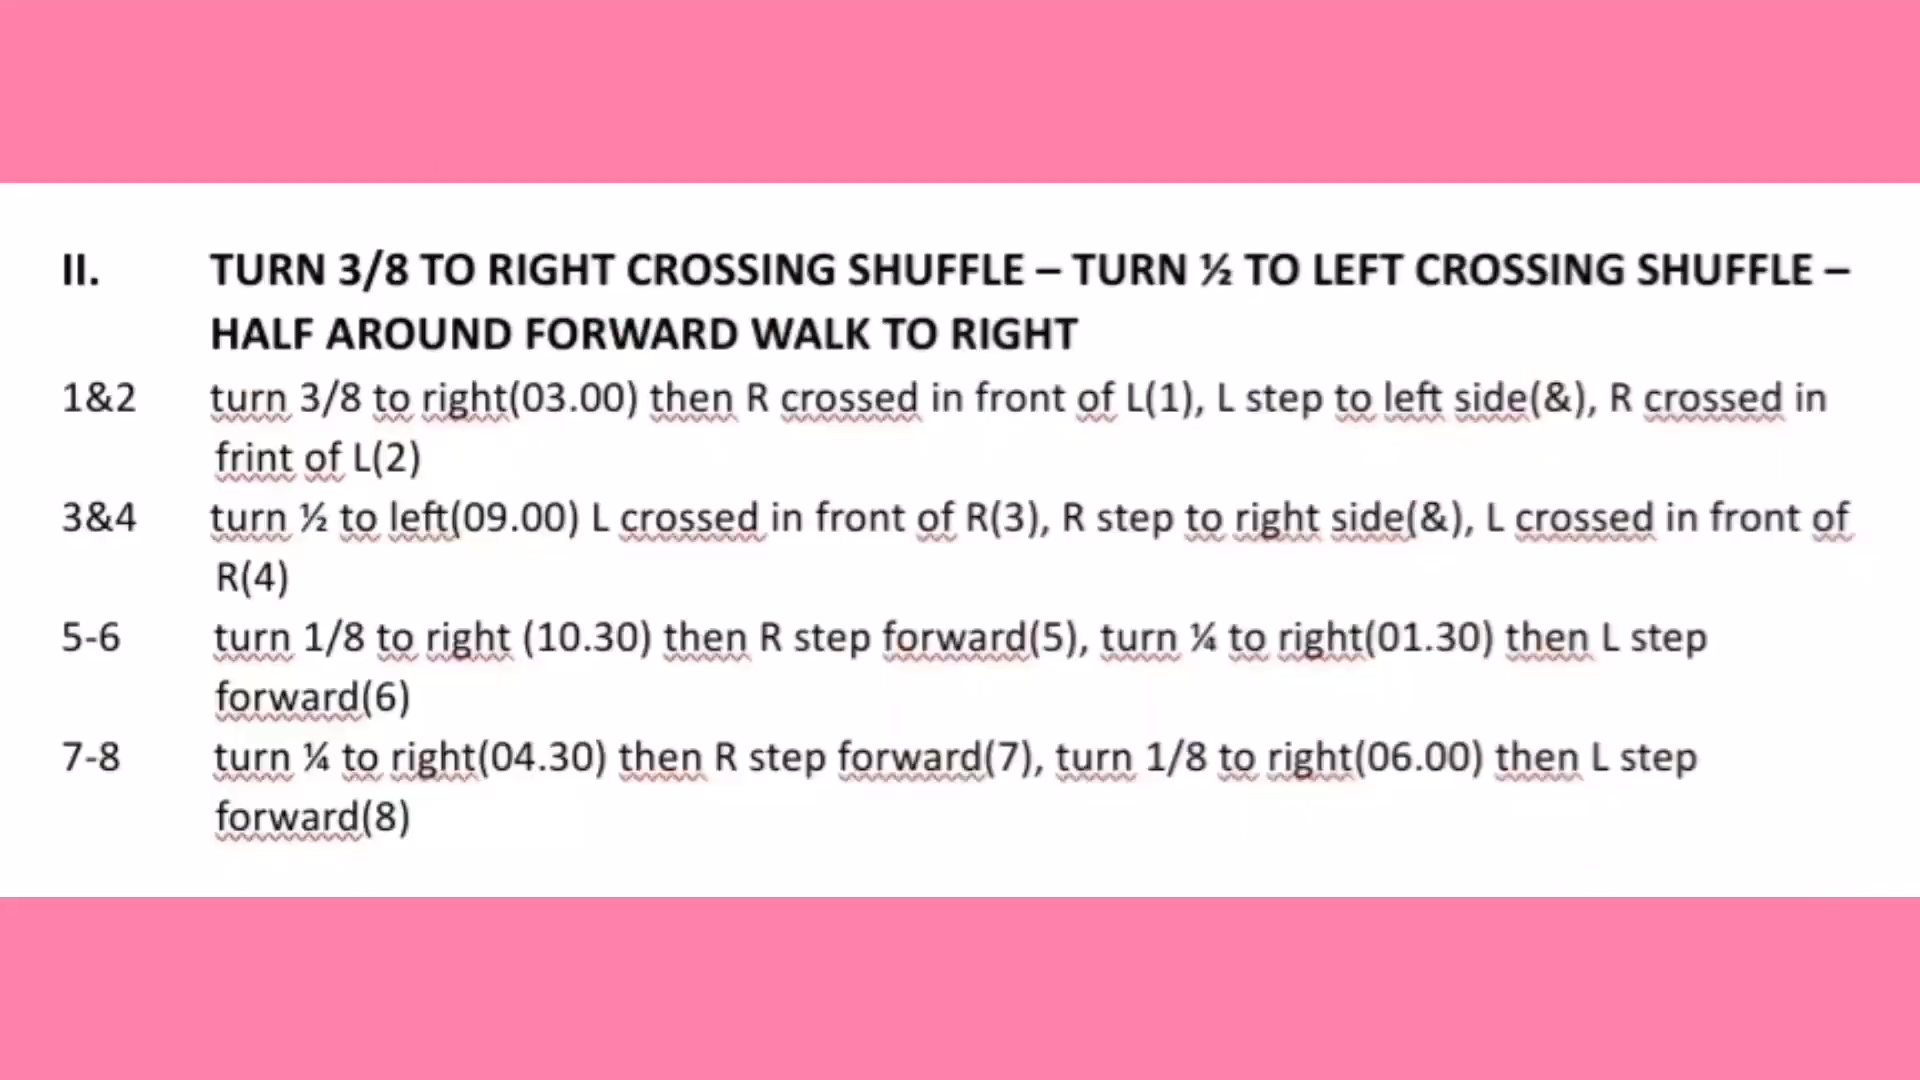 II. TURN 3/8 TO RIGHT CROSSING SHUFFLE – TURN ½ TO LEFT CROSSING SHUFFLE –
HALF AROUND FORWARD WALK TO RIGHT
1&2 turn 3/8 to right(03.00) then R crossed in front of L(1), L step to left side(&), R crossed in
frint of L(2)
3&4 turn ½ to left(09.00) L crossed in front of R(3), R step to right side(&), L crossed in front of
R(4)
5-6 turn 1/8 to right (10.30) then R step forward(5), turn ¼ to right(01.30) then L step
forward(6)
7-8 turn ¼ to right(04.30) then R step forward(7), turn 1/8 to right(06.00) then L step
forward(8)